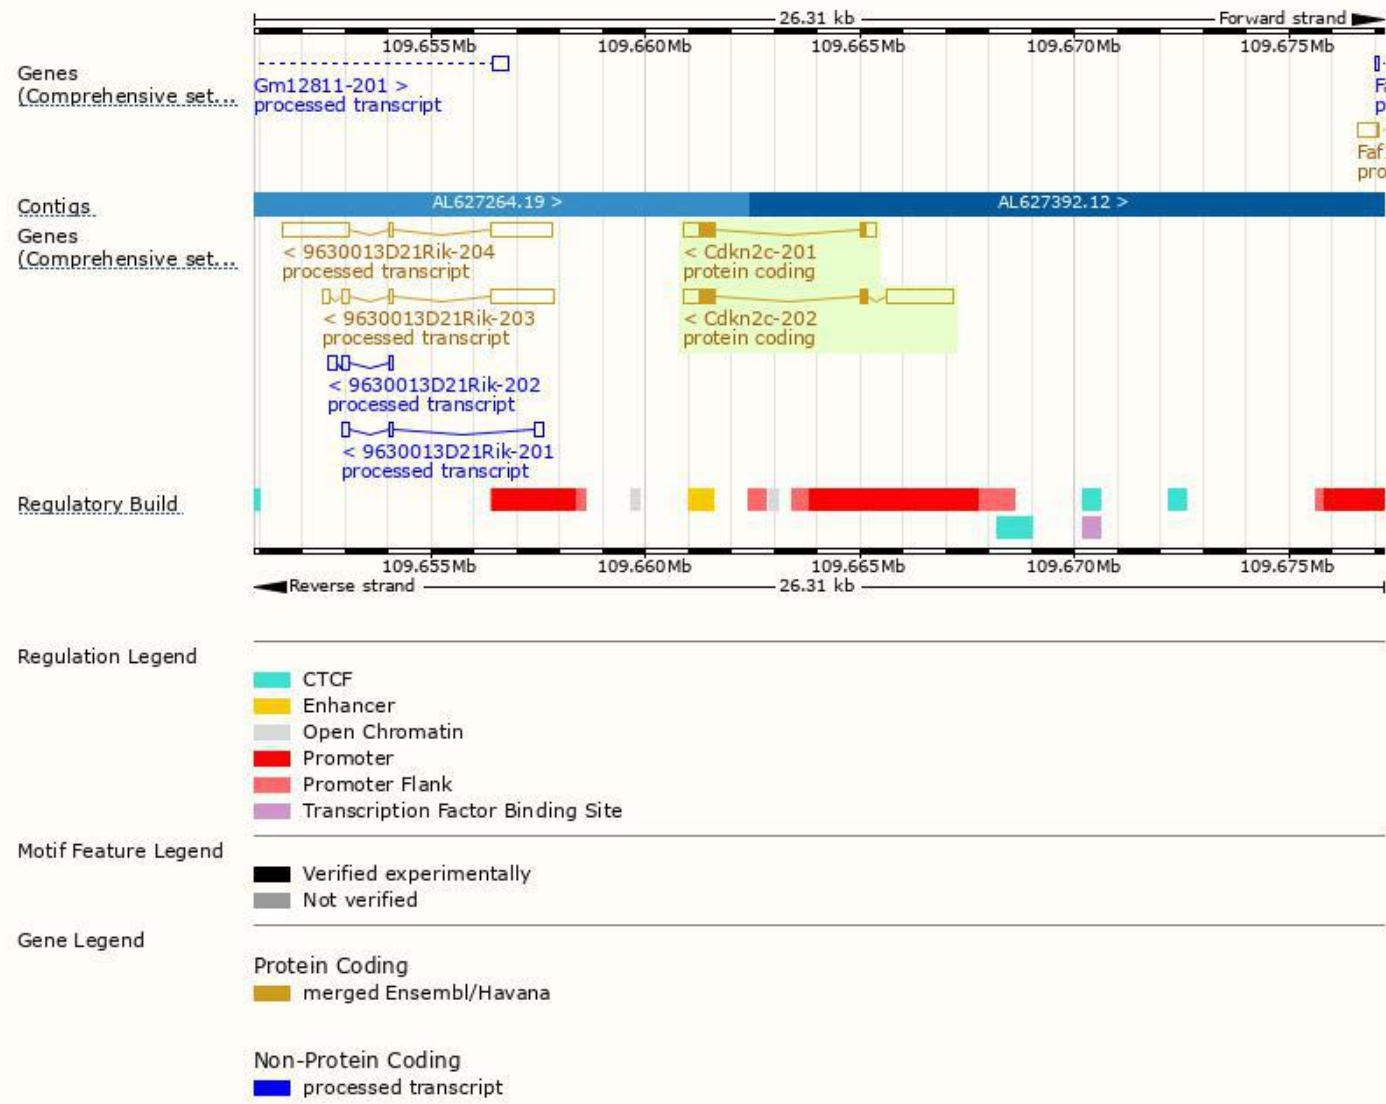 26.31 kb Forward strand
109.655Mb 109.660Mb 109.665Mb 109.670Mb 109.675Mb
Genes
(Comprehensive set...
Gm12811-201 >
processed transcript
Fa
p
Faf
pro
Contigs
AL627264.19 > AL627392.12 >
Genes
(Comprehensive set...
< 9630013D21Rik-204
processed transcript
< Cdkn2c-201
protein coding
< 9630013D21Rik-203
processed transcript
< Cdkn2c-202
protein coding
< 9630013D21Rik-202
processed transcript
< 9630013D21Rik-201
processed transcript
Regulatory Build
109.655Mb 109.660Mb 109.665Mb 109.670Mb 109.675Mb
Reverse strand 26.31 kb
Regulation Legend
CTCF
Enhancer
Open Chromatin
Promoter
Promoter Flank
Transcription Factor Binding Site
Motif Feature Legend
Verified experimentally
Not verified
Gene Legend
Protein Coding
merged Ensembl/Havana
Non-Protein Coding
processed transcript